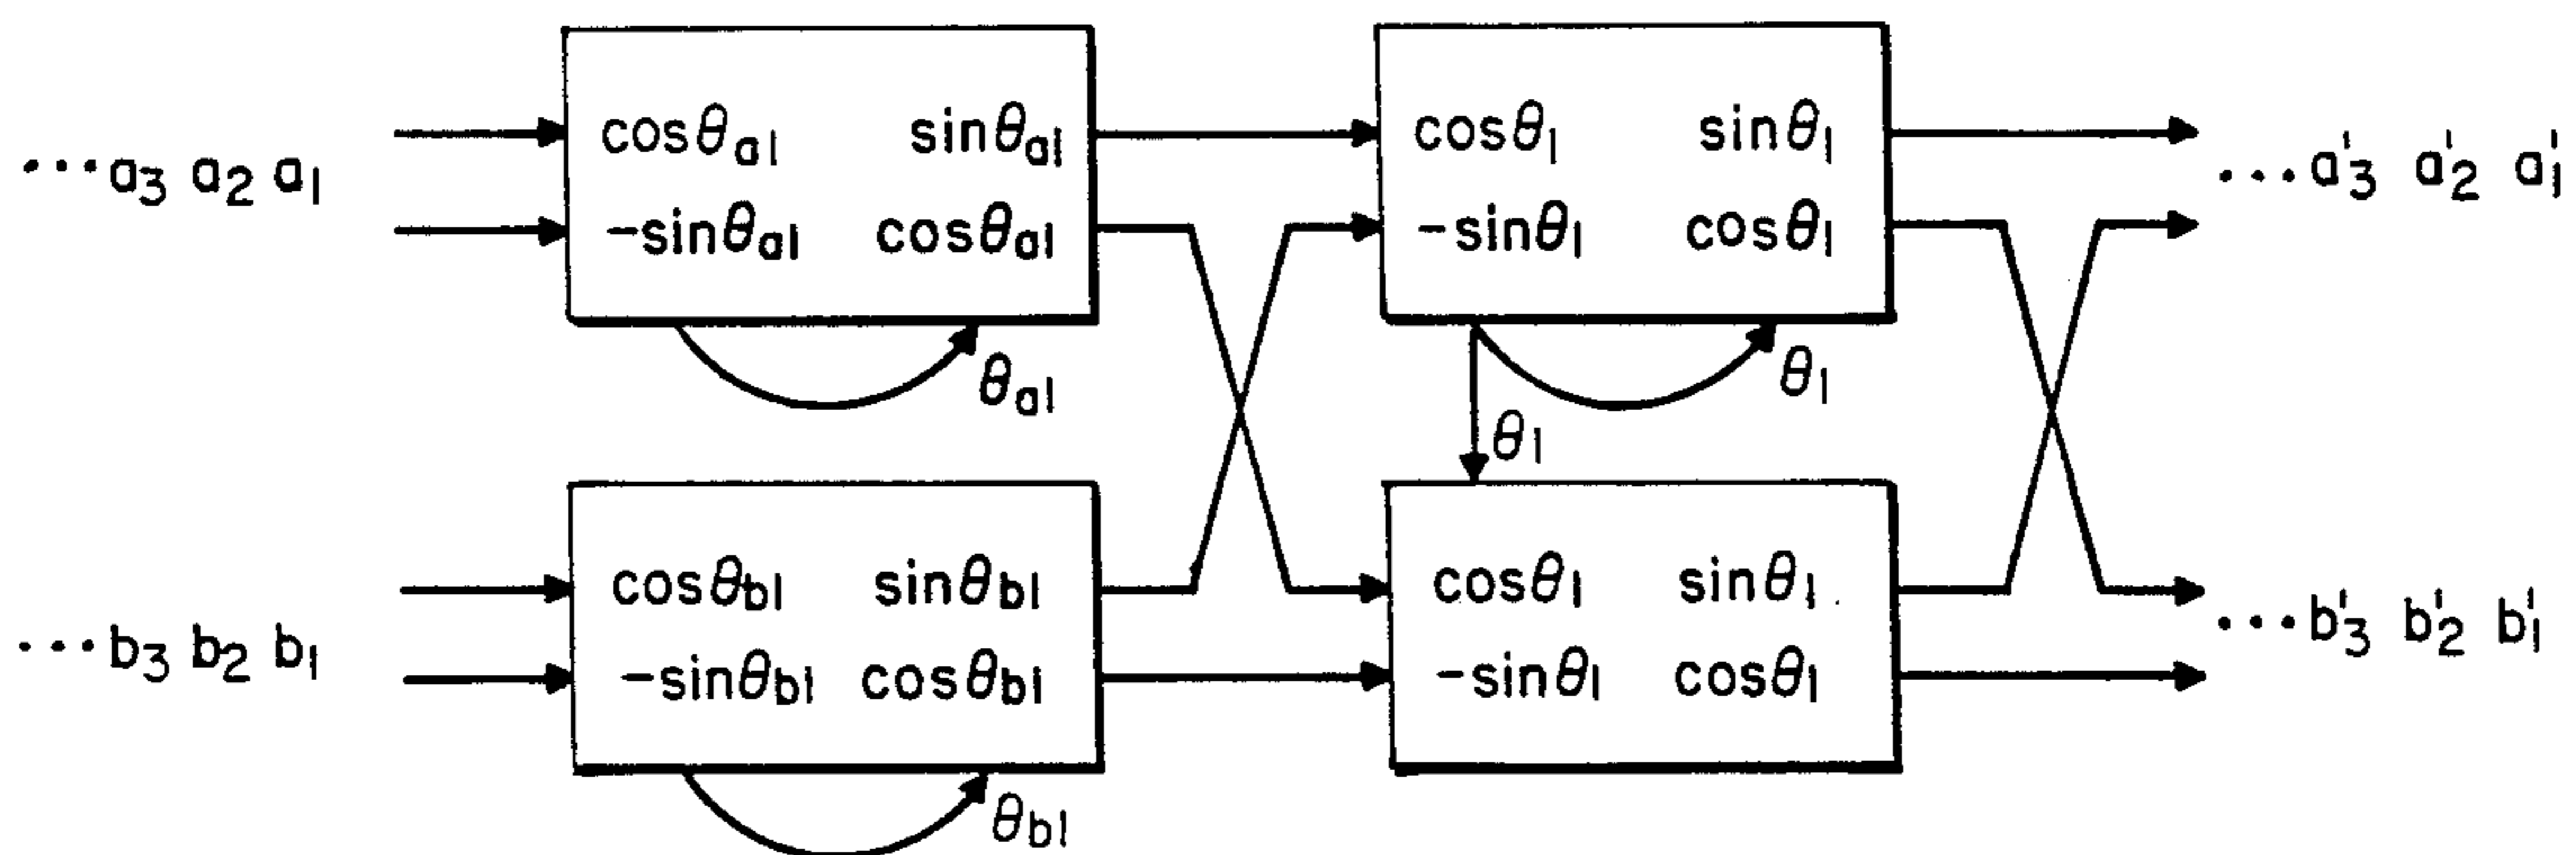 cosθa1 sinθa1 cosθ1 sinθ1
···a3 a2 a1 ···a'3 a'2 a'1
-sinθa1 cosθa1 -sinθ1 cosθ1
θa1 θ1
θ1
cosθb1 sinθb1 cosθ1 sinθ1
···b3 b2 b1 ···b'3 b'2 b'1
-sinθb1 cosθb1 -sinθ1 cosθ1
θb1